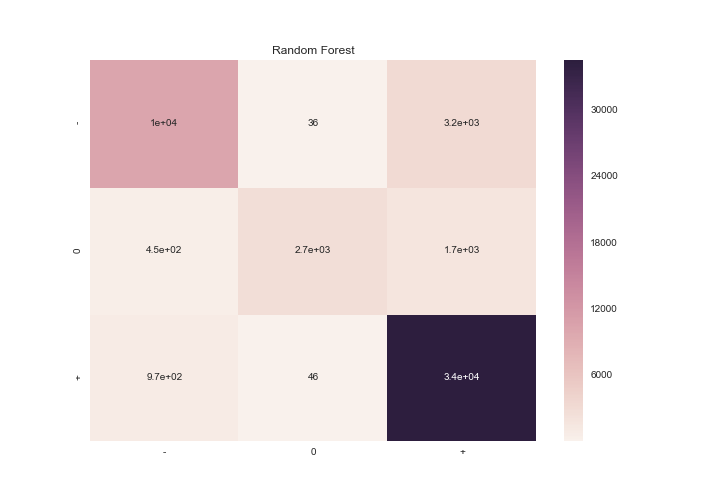 Random Forest
-
1e+04
36
3.2e+03
0
4.5e+02
2.7e+03
1.7e+03
+
9.7e+02
46
3.4e+04
-
0
+
30000
24000
18000
12000
6000